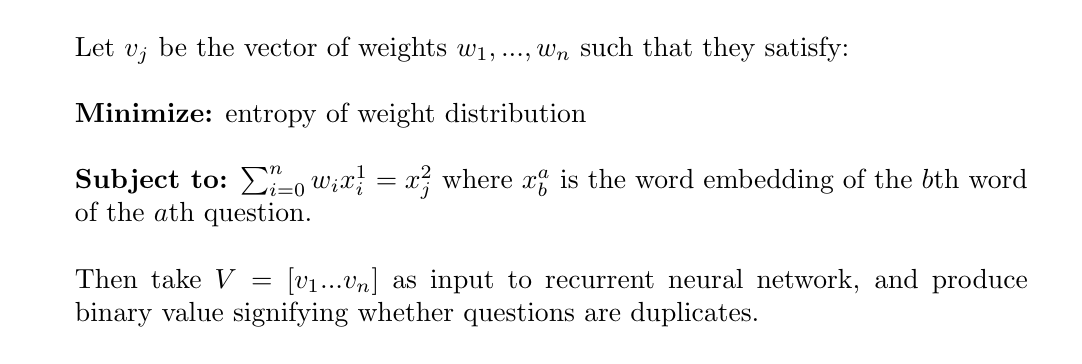 Let $v_j$ be the vector of weights $w_1, ..., w_n$ such that they satisfy:
Minimize: entropy of weight distribution
Subject to: $\sum_{i=0}^{n} w_i x_i^1 = x_j^2$ where $x_b^a$ is the word embedding of the $b$th word
of the $a$th question.
Then take $V = [v_1...v_n]$ as input to recurrent neural network, and produce
binary value signifying whether questions are duplicates.